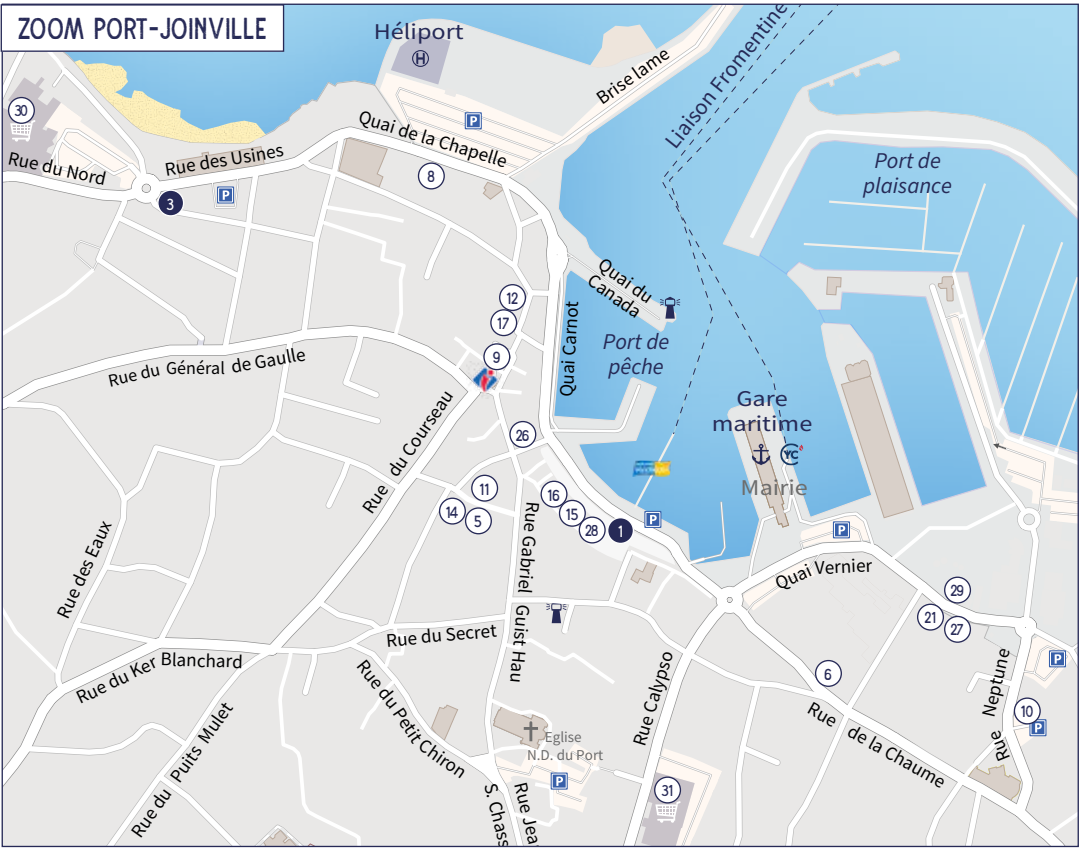 ZOOM PORT-JOINVILLE
Héliport
H
Brise lame
Liaison Fromentine
30
P
Quai de la Chapelle
Rue du Nord
Rue des Usines
8
Port de
plaisance
3
P
Quai du
Canada
12
17
Quai Carnot
Port de
pêche
9
i
Rue du Général de Gaulle
Gare
maritime
YC
Mairie
Rue du Courseau
26
11
14
5
16
15
28
1
P
P
Rue Gabriel Guist Hau
Quai Vernier
Rue des Eaux
29
21
27
Rue du Secret
P
Rue du Ker Blanchard
Rue Calypso
6
Rue Neptune
10
P
Rue du Petit Chiron
Rue de la Chaume
Rue du Puits Mulet
Eglise
N.D. du Port
P
31
S. Chass
Rue Jea